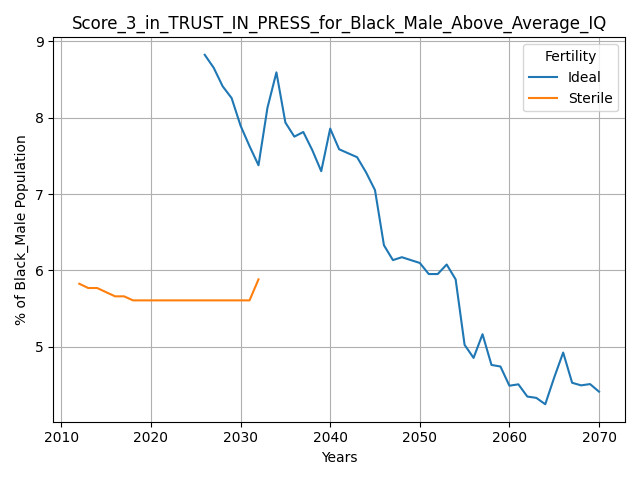 Score_3_in_TRUST_IN_PRESS_for_Black_Male_Above_Average_IQ
% of Black_Male Population
9
8
7
6
5
Fertility
Ideal
Sterile
2010 2020 2030 2040 2050 2060 2070
Years